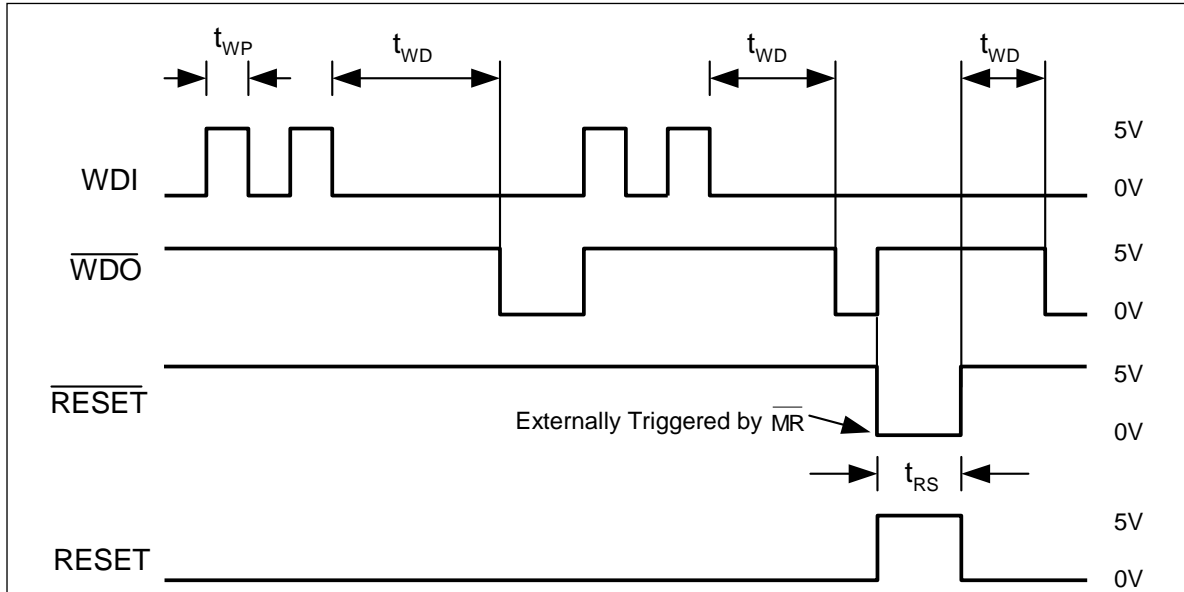 tWP
tWD
tWD
tWD
WDI
5V
0V
WDO
5V
0V
RESET
5V
Externally Triggered by MR
0V
tRS
RESET
5V
0V